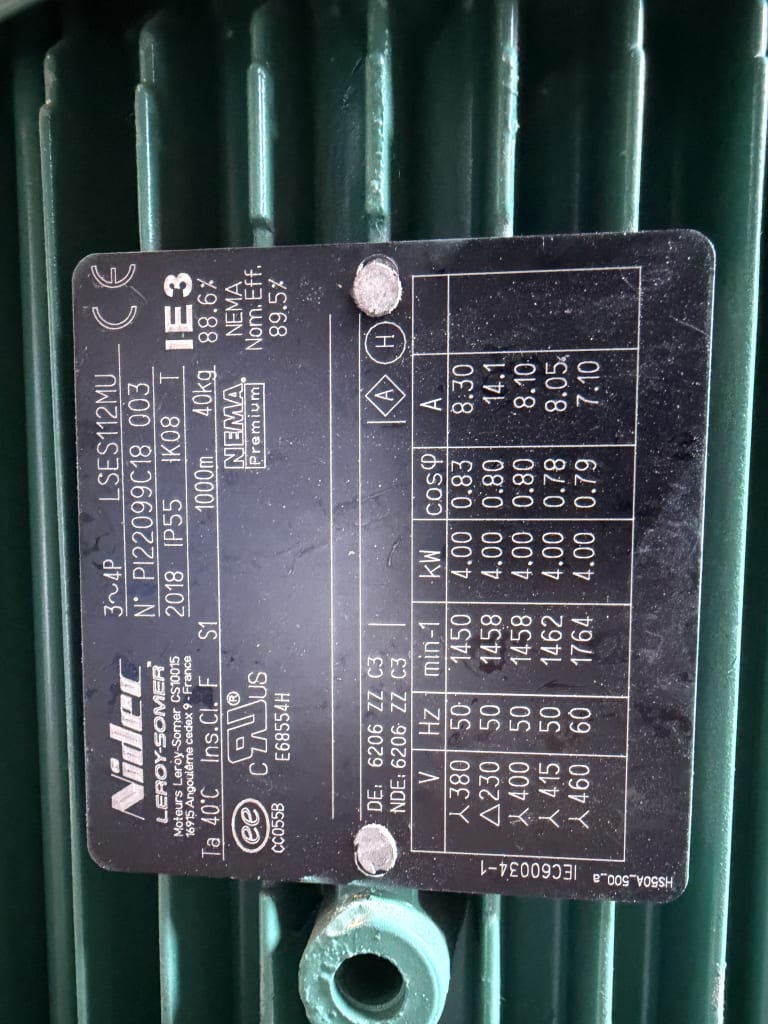 Nidec
LEROY-SOMER™
Moteurs Leroy-Somer CS10015
16915 Angoulême cedex 9 - France
3~4P LSES112MU CE
N° PI22099C18 003
2018 IP55 IK08 T IE3
Ta 40°C Ins.Cl. F S1 1000m 40kg 88.6%
ee
CC055B
c RU ® US
E68554H
NEMA
Premium
NEMA
Nom.Eff.
89.5%
DE: 6206 ZZ C3
NDE: 6206 ZZ C3
A H
V Hz min-1 kW cosφ A
Y 380 50 1450 4.00 0.83 8.30
△ 230 50 1458 4.00 0.80 14.1
Y 400 50 1458 4.00 0.80 8.10
Y 415 50 1462 4.00 0.78 8.05
Y 460 60 1764 4.00 0.79 7.10
IEC60034-1
HS50A_500_a